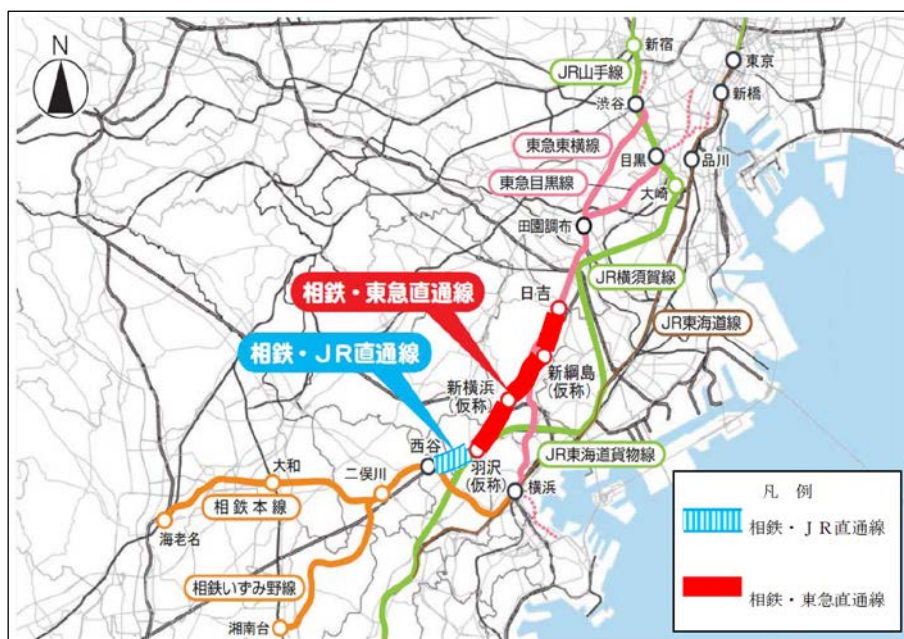 N
新宿
JR山手線
東京
新橋
渋谷
東急東横線
目黒
品川
東急目黒線
大崎
田園調布
相鉄・東急直通線
日吉
JR横須賀線
JR東海道線
相鉄・JR直通線
新綱島
(仮称)
新横浜
(仮称)
西谷
羽沢
(仮称)
JR東海道貨物線
大和
二俣川
横浜
相鉄本線
海老名
相鉄いずみ野線
湘南台
凡 例
相鉄・JR直通線
相鉄・東急直通線